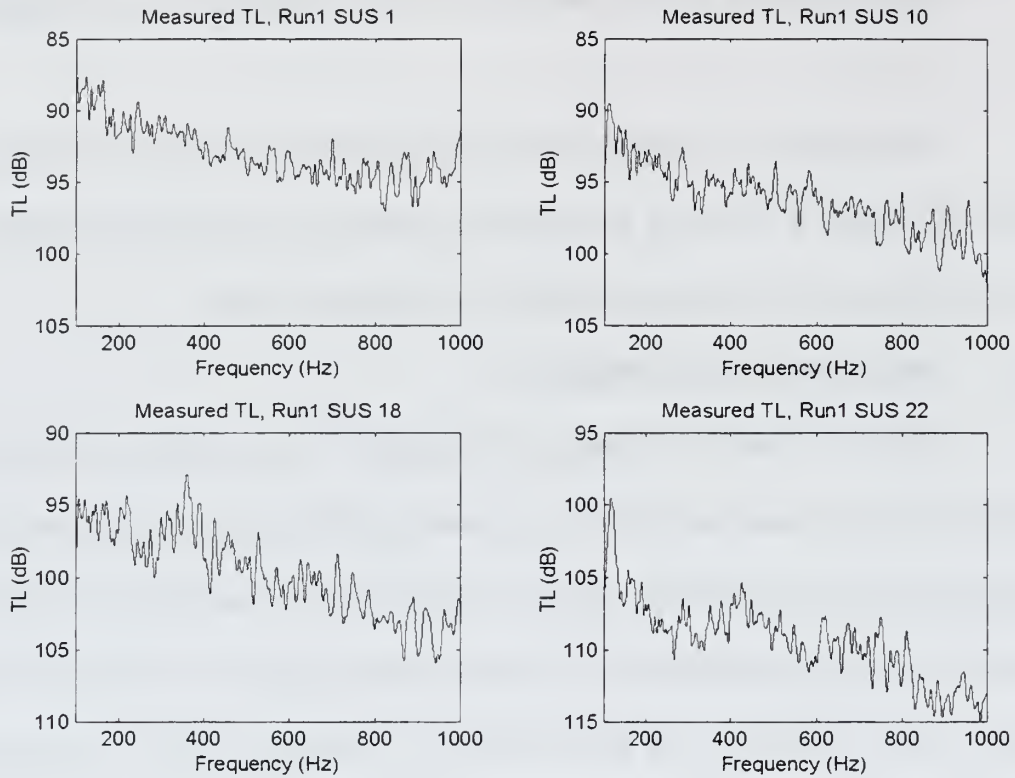 Measured TL, Run1 SUS 1
85
90
95
100
105
TL (dB)
200 400 600 800 1000
Frequency (Hz)
Measured TL, Run1 SUS 10
85
90
95
100
105
TL (dB)
200 400 600 800 1000
Frequency (Hz)
Measured TL, Run1 SUS 18
90
95
100
105
110
TL (dB)
200 400 600 800 1000
Frequency (Hz)
Measured TL, Run1 SUS 22
95
100
105
110
115
TL (dB)
200 400 600 800 1000
Frequency (Hz)